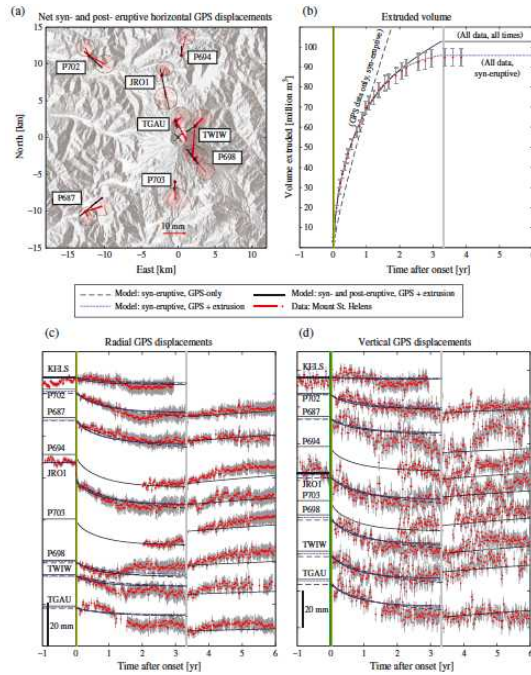 (a) Net syn- and post- eruptive horizontal GPS displacements
15
10
5
0
−5
−10
−15
North [km]
−15 −10 −5 0 5 10
East [km]
P702
P694
JRO1
TGAU
TWIW
P698
P703
P687
10 mm
(b) Extruded volume
100
90
80
70
60
50
40
30
20
10
0
Volume extruded [million m³]
−1 0 1 2 3 4 5 6
Time after onset [yr]
(GPS data only, syn-eruptive)
(All data, all times)
(All data,
syn-eruptive)
Model: syn-eruptive, GPS-only
Model: syn- and post-eruptive, GPS + extrusion
Model: syn-eruptive, GPS + extrusion
Data: Mount St. Helens
(c) Radial GPS displacements
KELS
P702
P687
P694
JRO1
P703
P698
TWIW
TGAU
20 mm
−1 0 1 2 3 4 5 6
Time after onset [yr]
(d) Vertical GPS displacements
KELS
P702
P687
P694
JRO1
P703
P698
TWIW
TGAU
20 mm
−1 0 1 2 3 4 5 6
Time after onset [yr]